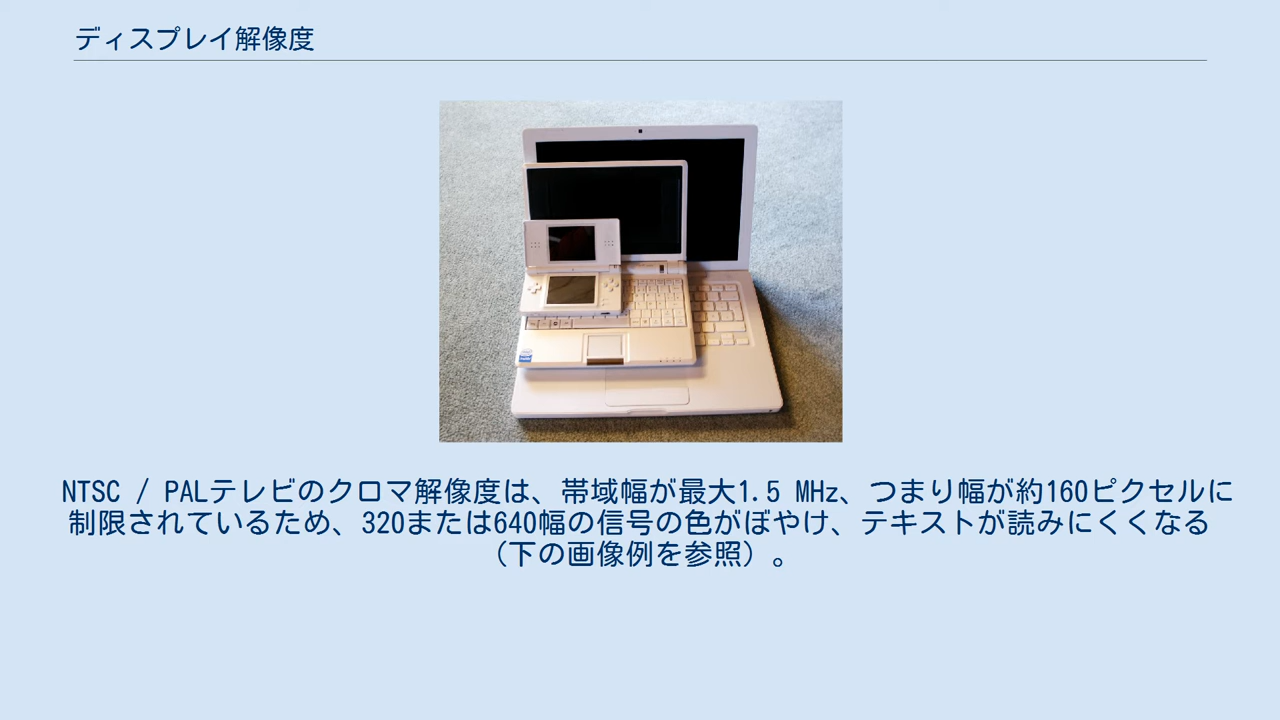 ディスプレイ解像度
NTSC / PALテレビのクロマ解像度は、帯域幅が最大1.5 MHz、つまり幅が約160ピクセルに
制限されているため、320または640幅の信号の色がぼやけ、テキストが読みにくくなる
（下の画像例を参照）。